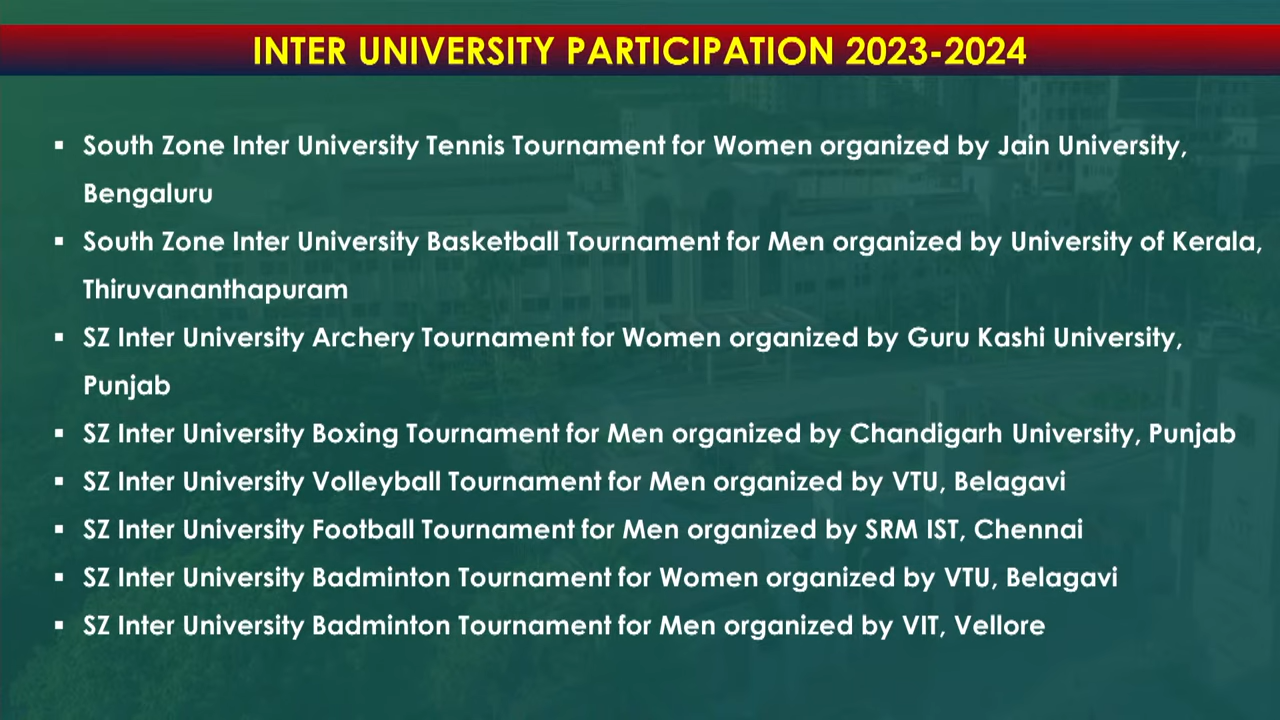 INTER UNIVERSITY PARTICIPATION 2023-2024
▪ South Zone Inter University Tennis Tournament for Women organized by Jain University,
Bengaluru
▪ South Zone Inter University Basketball Tournament for Men organized by University of Kerala,
Thiruvananthapuram
▪ SZ Inter University Archery Tournament for Women organized by Guru Kashi University,
Punjab
▪ SZ Inter University Boxing Tournament for Men organized by Chandigarh University, Punjab
▪ SZ Inter University Volleyball Tournament for Men organized by VTU, Belagavi
▪ SZ Inter University Football Tournament for Men organized by SRM IST, Chennai
▪ SZ Inter University Badminton Tournament for Women organized by VTU, Belagavi
▪ SZ Inter University Badminton Tournament for Men organized by VIT, Vellore